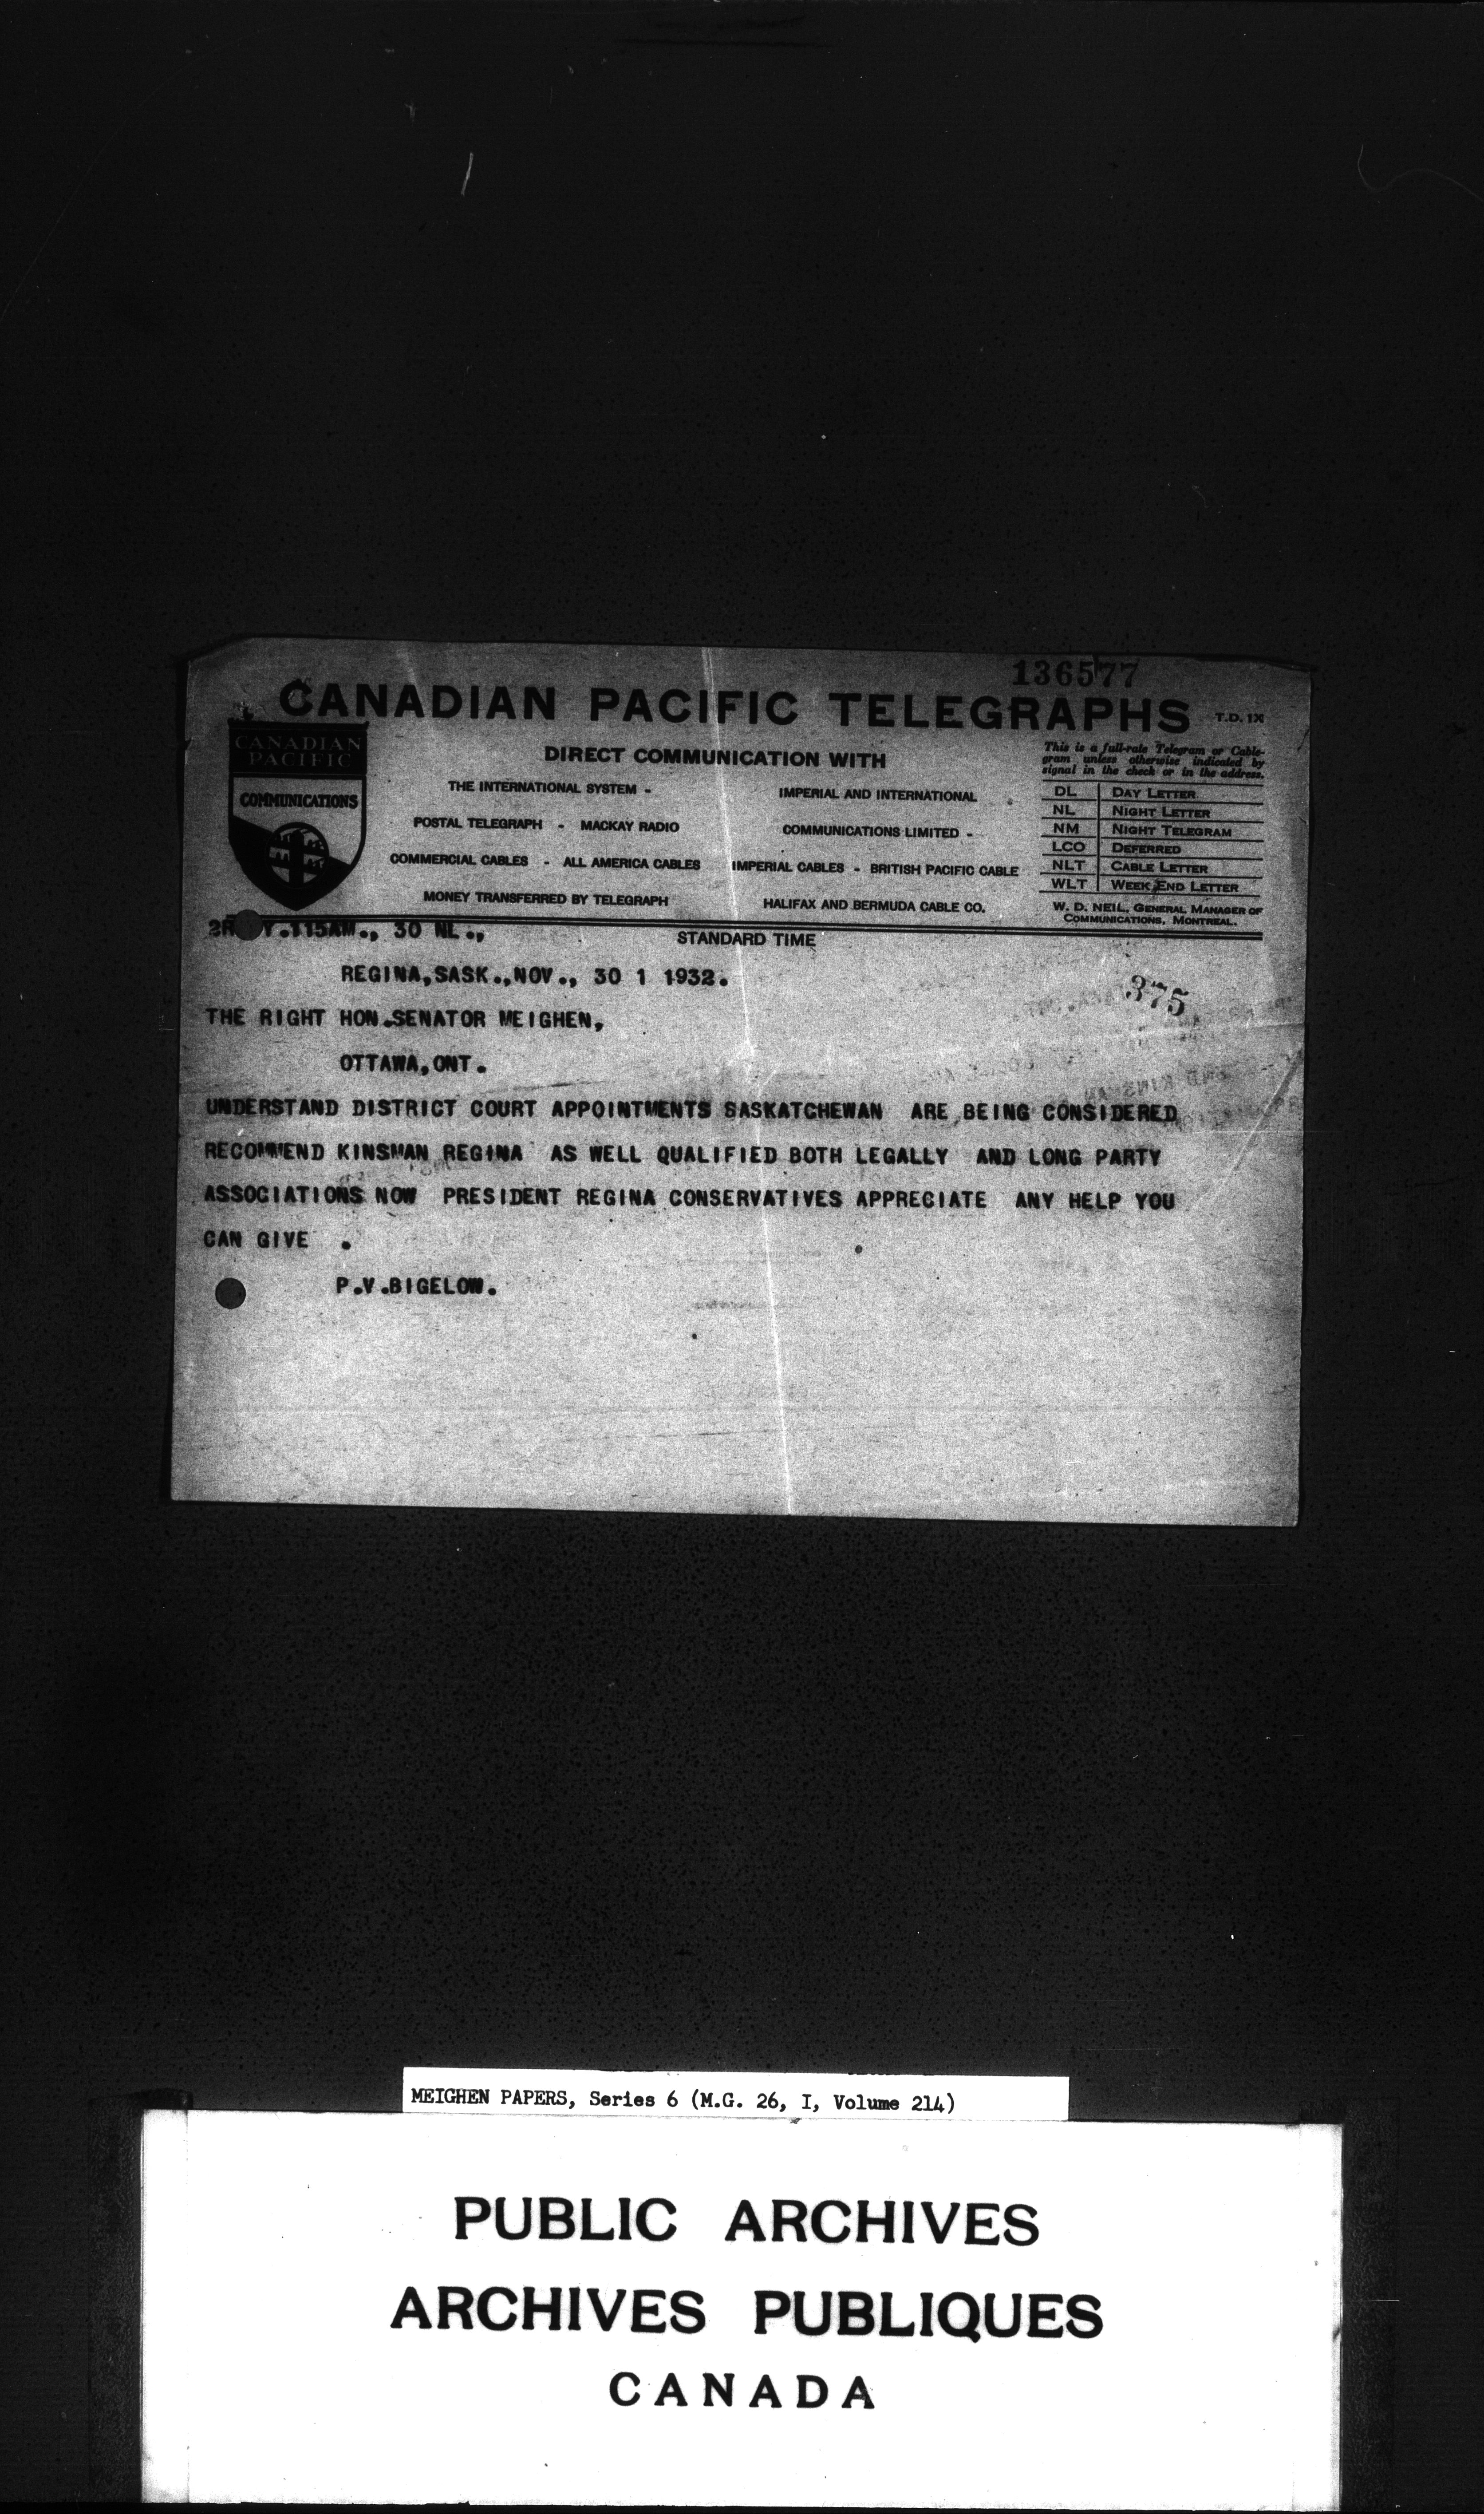 136577
CANADIAN PACIFIC TELEGRAPHS T.D. 1X
CANADIAN
PACIFIC
COMMUNICATIONS
DIRECT COMMUNICATION WITH
THE INTERNATIONAL SYSTEM -
POSTAL TELEGRAPH - MACKAY RADIO
COMMERCIAL CABLES - ALL AMERICA CABLES
MONEY TRANSFERRED BY TELEGRAPH
IMPERIAL AND INTERNATIONAL
COMMUNICATIONS LIMITED -
IMPERIAL CABLES - BRITISH PACIFIC CABLE
HALIFAX AND BERMUDA CABLE CO.
This is a full-rate Telegram or Cable-
gram unless otherwise indicated by
signal in the check or in the address.
DL DAY LETTER
NL NIGHT LETTER
NM NIGHT TELEGRAM
LCO DEFERRED
NLT CABLE LETTER
WLT WEEK END LETTER
W. D. NEIL, GENERAL MANAGER OF
COMMUNICATIONS, MONTREAL.
Y.115AM., 30 NL.,
STANDARD TIME
REGINA,SASK.,NOV., 30 1 1932.
375
THE RIGHT HON.SENATOR MEIGHEN,
OTTAWA,ONT.
UNDERSTAND DISTRICT COURT APPOINTMENTS SASKATCHEWAN ARE BEING CONSIDERED
RECOMMEND KINSMAN REGINA AS WELL QUALIFIED BOTH LEGALLY AND LONG PARTY
ASSOCIATIONS NOW PRESIDENT REGINA CONSERVATIVES APPRECIATE ANY HELP YOU
CAN GIVE .
P.V.BIGELOW.
MEIGHEN PAPERS, Series 6 (M.G. 26, I, Volume 214)
PUBLIC ARCHIVES
ARCHIVES PUBLIQUES
CANADA